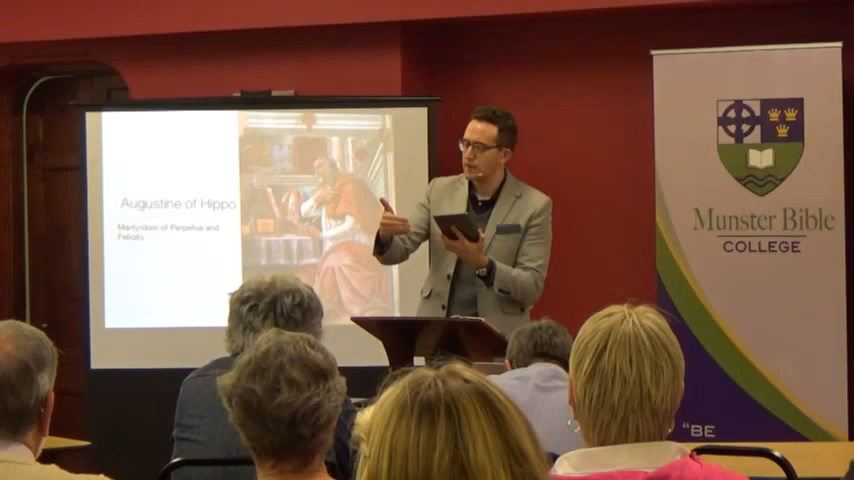 Augustine of Hippo
Martyrdom of Perpetua and
Felicity
Munster Bible
COLLEGE
"BE